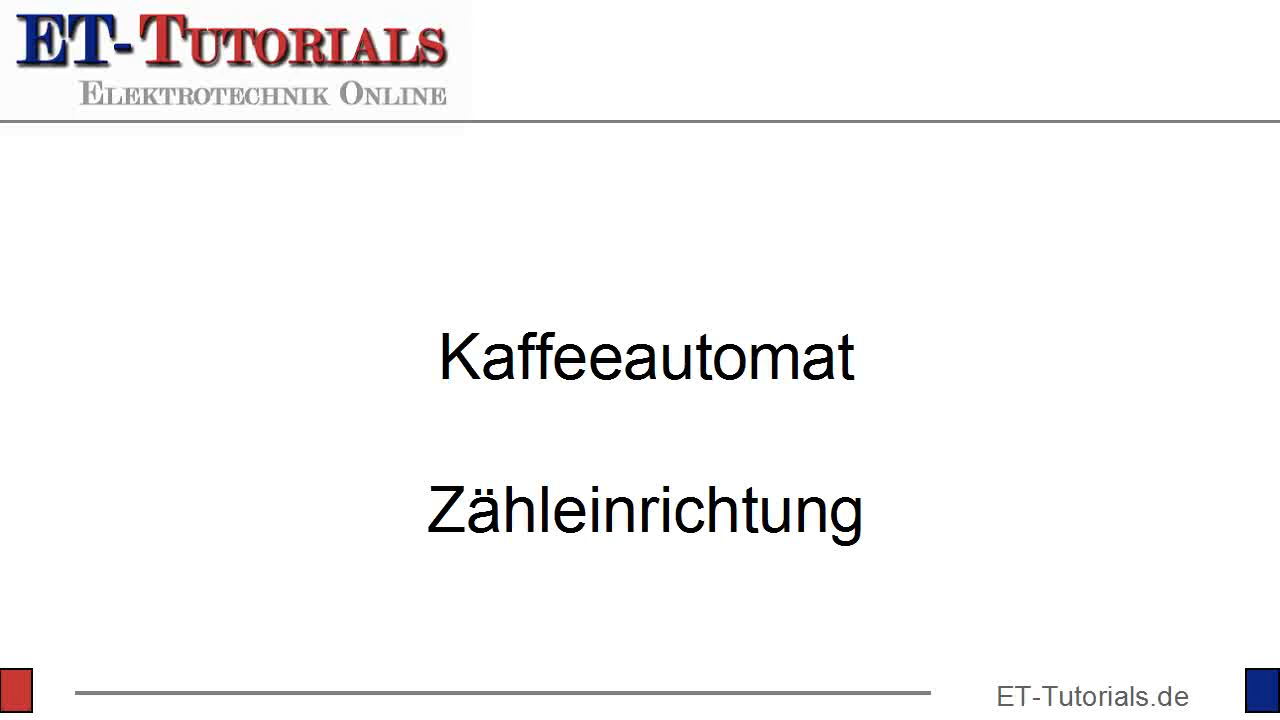 ET-Tutorials
Elektrotechnik Online
Kaffeeautomat
Zähleinrichtung
ET-Tutorials.de